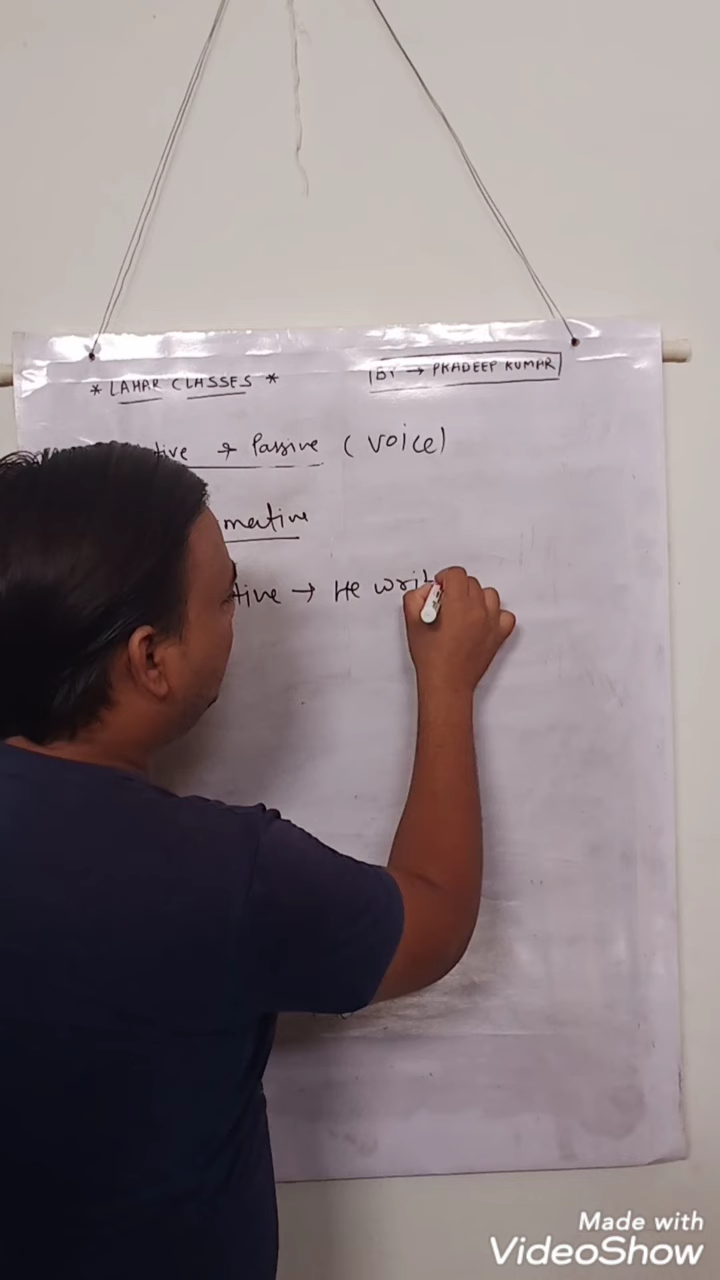 * LAHAR CLASSES *
BY → PRADEEP KUMAR
tive → Passive (Voice)
mative
tive → He writ
Made with
VideoShow